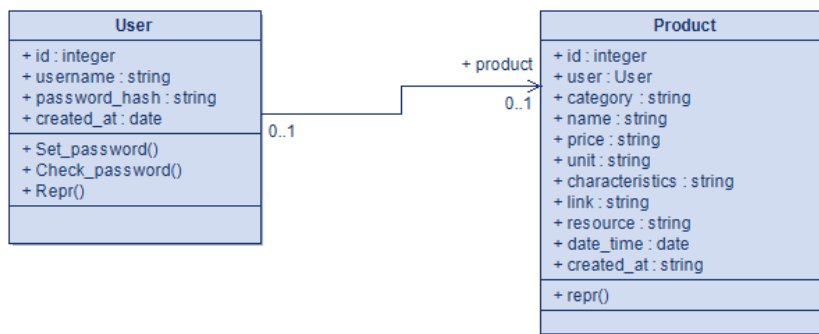 User
+ id : integer
+ username : string
+ password_hash : string
+ created_at : date
+ Set_password()
+ Check_password()
+ Repr()
0..1
+ product
0..1
Product
+ id : integer
+ user : User
+ category : string
+ name : string
+ price : string
+ unit : string
+ characteristics : string
+ link : string
+ resource : string
+ date_time : date
+ created_at : string
+ repr()